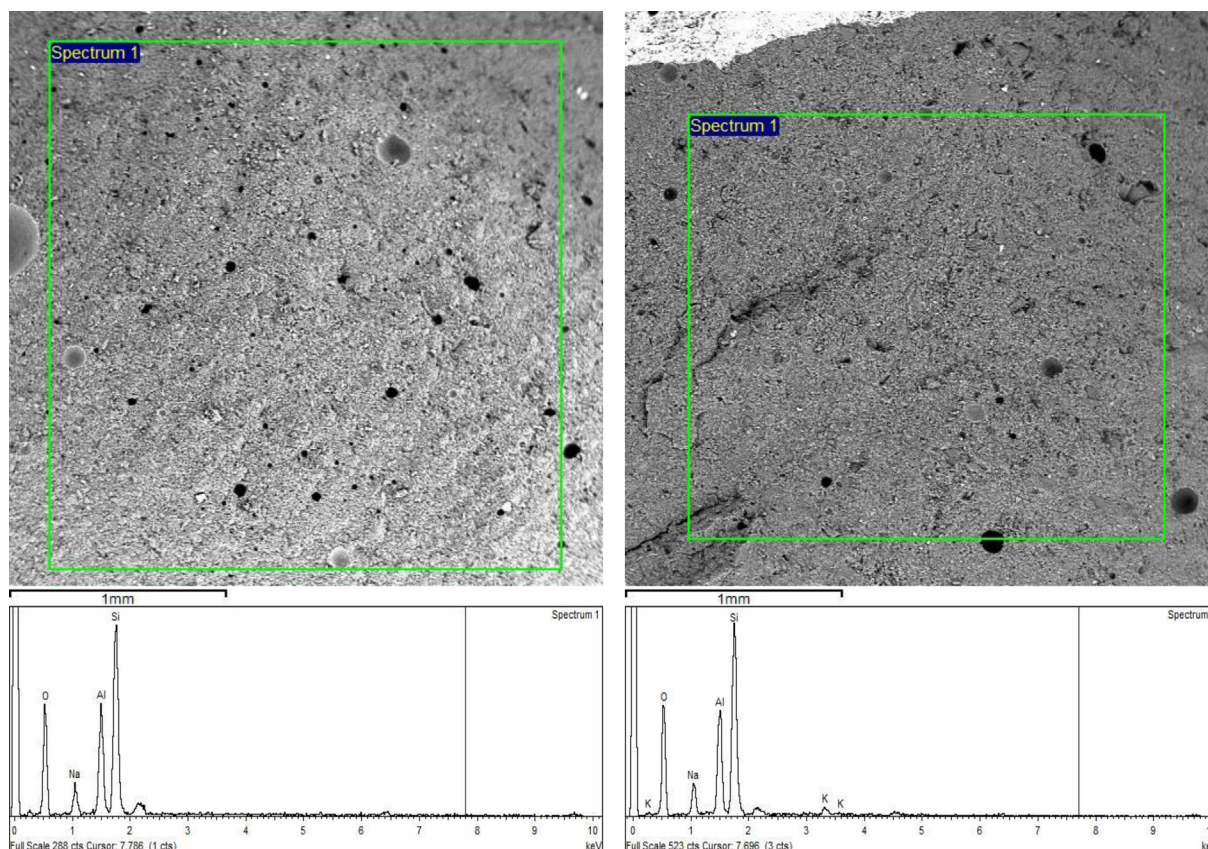 Spectrum 1
1mm
Spectrum 1
Si
O
Al
Na
0 1 2 3 4 5 6 7 8 9 10
Full Scale 288 cts Cursor: 7.786 (1 cts) keV
Spectrum 1
1mm
Spectrum
Si
O
Al
Na
K K K
0 1 2 3 4 5 6 7 8 9
Full Scale 523 cts Cursor: 7.696 (3 cts)